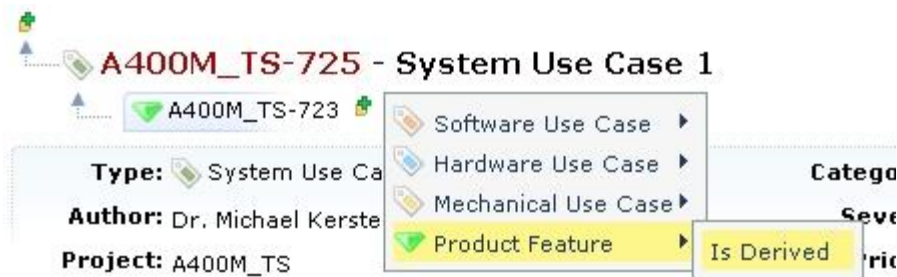 A400M_TS-725 - System Use Case 1
A400M_TS-723
Software Use Case
Hardware Use Case
Mechanical Use Case
Product Feature
Is Derived
Type: System Use Ca
Author: Dr. Michael Kerste
Project: A400M_TS
Catego
Seve
ric